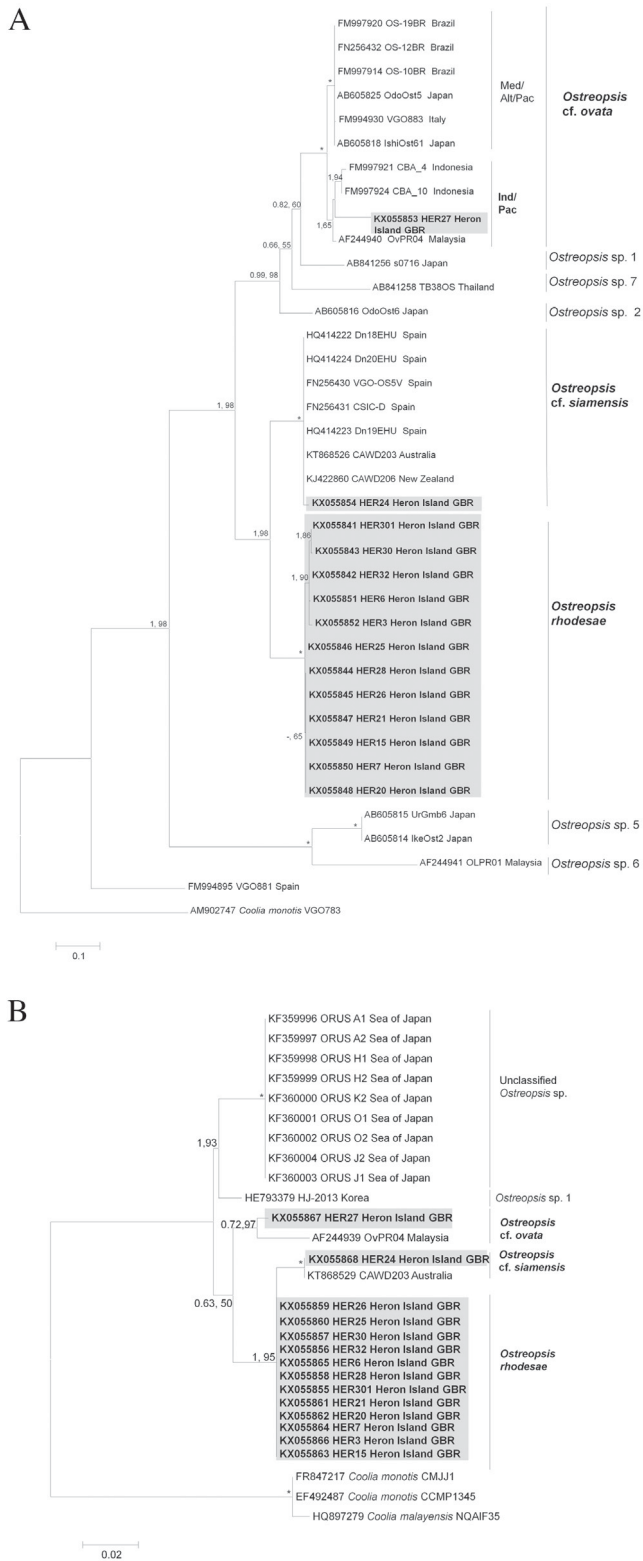 A
FM997920 OS-19BR Brazil
FN256432 OS-12BR Brazil
FM997914 OS-10BR Brazil
AB605825 OdoOst5 Japan
FM994930 VGO883 Italy
AB605818 IshiOst61 Japan
Med/
Alt/Pac
*
*
FM997921 CBA_4 Indonesia
1,94
FM997924 CBA_10 Indonesia
KX055853 HER27 Heron
Island GBR
1,65
AF244940 OvPR04 Malaysia
Ind/
Pac
Ostreopsis
cf. ovata
0.82, 60
AB841256 s0716 Japan
Ostreopsis sp. 1
0.66, 55
AB841258 TB38OS Thailand
Ostreopsis sp. 7
0.99, 98
AB605816 OdoOst6 Japan
Ostreopsis sp. 2
1, 98
HQ414222 Dn18EHU Spain
HQ414224 Dn20EHU Spain
FN256430 VGO-OS5V Spain
FN256431 CSIC-D Spain
*
HQ414223 Dn19EHU Spain
KT868526 CAWD203 Australia
KJ422860 CAWD206 New Zealand
KX055854 HER24 Heron Island GBR
Ostreopsis
cf. siamensis
1,98
KX055841 HER301 Heron Island GBR
1,86
KX055843 HER30 Heron Island GBR
KX055842 HER32 Heron Island GBR
1, 90
KX055851 HER6 Heron Island GBR
KX055852 HER3 Heron Island GBR
KX055846 HER25 Heron Island GBR
*
KX055844 HER28 Heron Island GBR
KX055845 HER26 Heron Island GBR
KX055847 HER21 Heron Island GBR
-, 65
KX055849 HER15 Heron Island GBR
KX055850 HER7 Heron Island GBR
KX055848 HER20 Heron Island GBR
Ostreopsis
rhodesae
1, 98
AB605815 UrGmb6 Japan
*
AB605814 IkeOst2 Japan
Ostreopsis sp. 5
*
AF244941 OLPR01 Malaysia
Ostreopsis sp. 6
FM994895 VGO881 Spain
AM902747 Coolia monotis VGO783
0.1
B
KF359996 ORUS A1 Sea of Japan
KF359997 ORUS A2 Sea of Japan
KF359998 ORUS H1 Sea of Japan
KF359999 ORUS H2 Sea of Japan
*
KF360000 ORUS K2 Sea of Japan
KF360001 ORUS O1 Sea of Japan
KF360002 ORUS O2 Sea of Japan
KF360004 ORUS J2 Sea of Japan
KF360003 ORUS J1 Sea of Japan
Unclassified
Ostreopsis sp.
1,93
HE793379 HJ-2013 Korea
Ostreopsis sp. 1
KX055867 HER27 Heron Island GBR
0.72,97
AF244939 OvPR04 Malaysia
Ostreopsis
cf. ovata
KX055868 HER24 Heron Island GBR
*
KT868529 CAWD203 Australia
Ostreopsis
cf. siamensis
0.63, 50
KX055859 HER26 Heron Island GBR
KX055860 HER25 Heron Island GBR
KX055857 HER30 Heron Island GBR
KX055856 HER32 Heron Island GBR
1, 95
KX055865 HER6 Heron Island GBR
KX055858 HER28 Heron Island GBR
KX055855 HER301 Heron Island GBR
KX055861 HER21 Heron Island GBR
KX055862 HER20 Heron Island GBR
KX055864 HER7 Heron Island GBR
KX055866 HER3 Heron Island GBR
KX055863 HER15 Heron Island GBR
Ostreopsis
rhodesae
FR847217 Coolia monotis CMJJ1
*
EF492487 Coolia monotis CCMP1345
HQ897279 Coolia malayensis NQAIF35
0.02